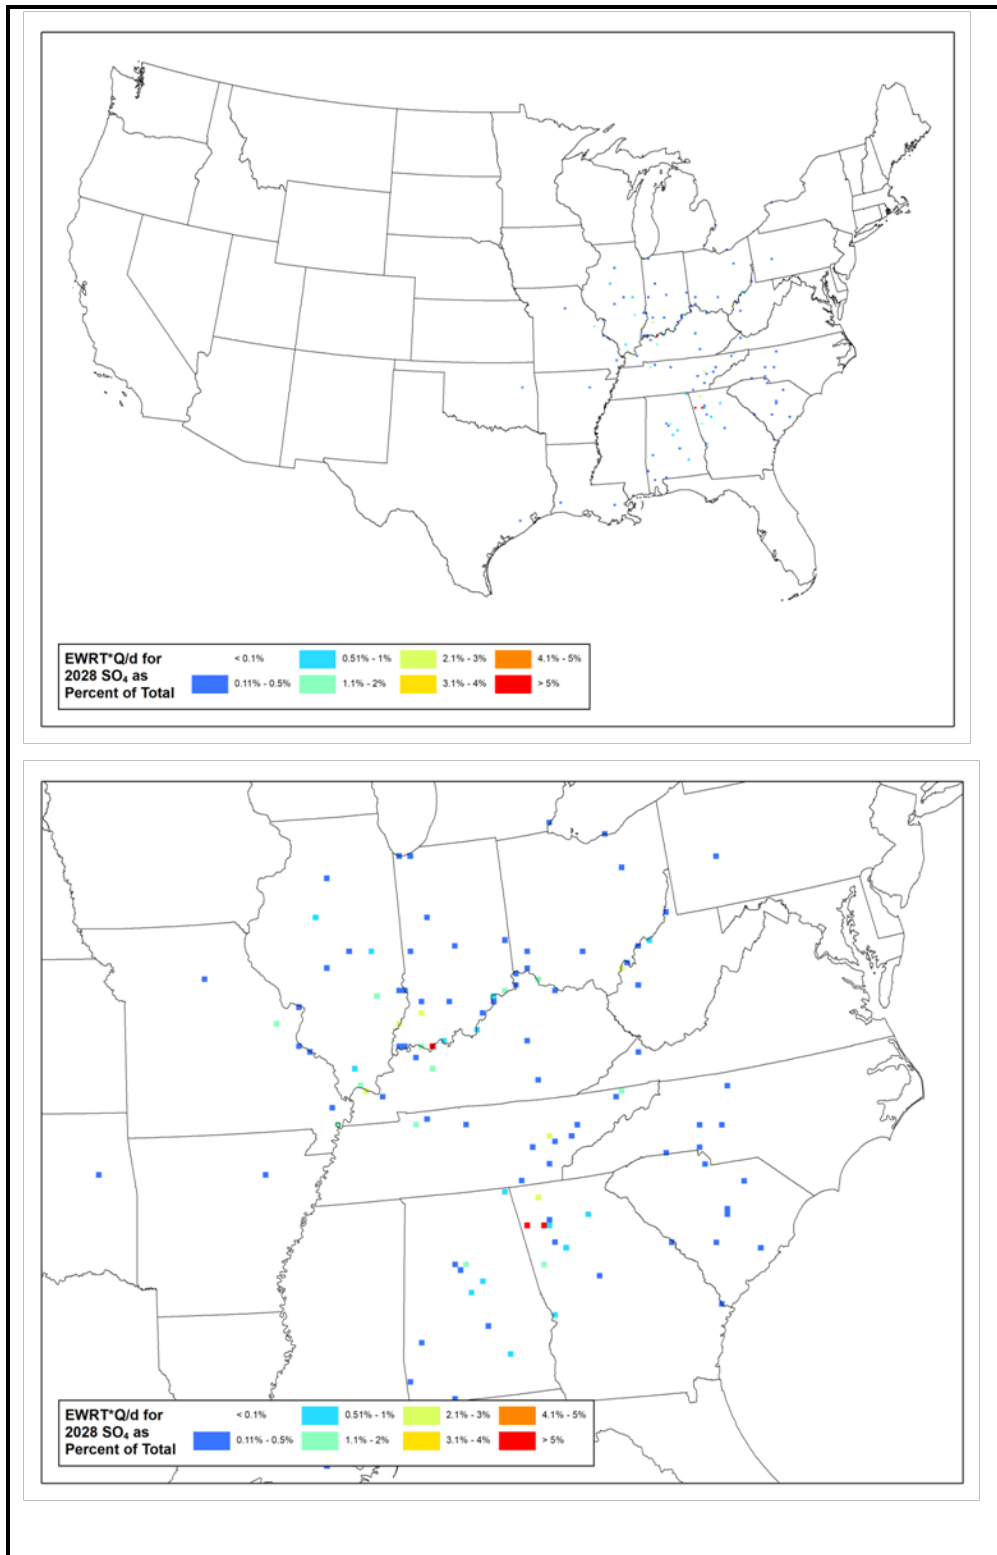 EWRT*Q/d for
2028 SO₄ as
Percent of Total
< 0.1%
0.11% - 0.5%
0.51% - 1%
1.1% - 2%
2.1% - 3%
3.1% - 4%
4.1% - 5%
> 5%
EWRT*Q/d for
2028 SO₄ as
Percent of Total
< 0.1%
0.11% - 0.5%
0.51% - 1%
1.1% - 2%
2.1% - 3%
3.1% - 4%
4.1% - 5%
> 5%